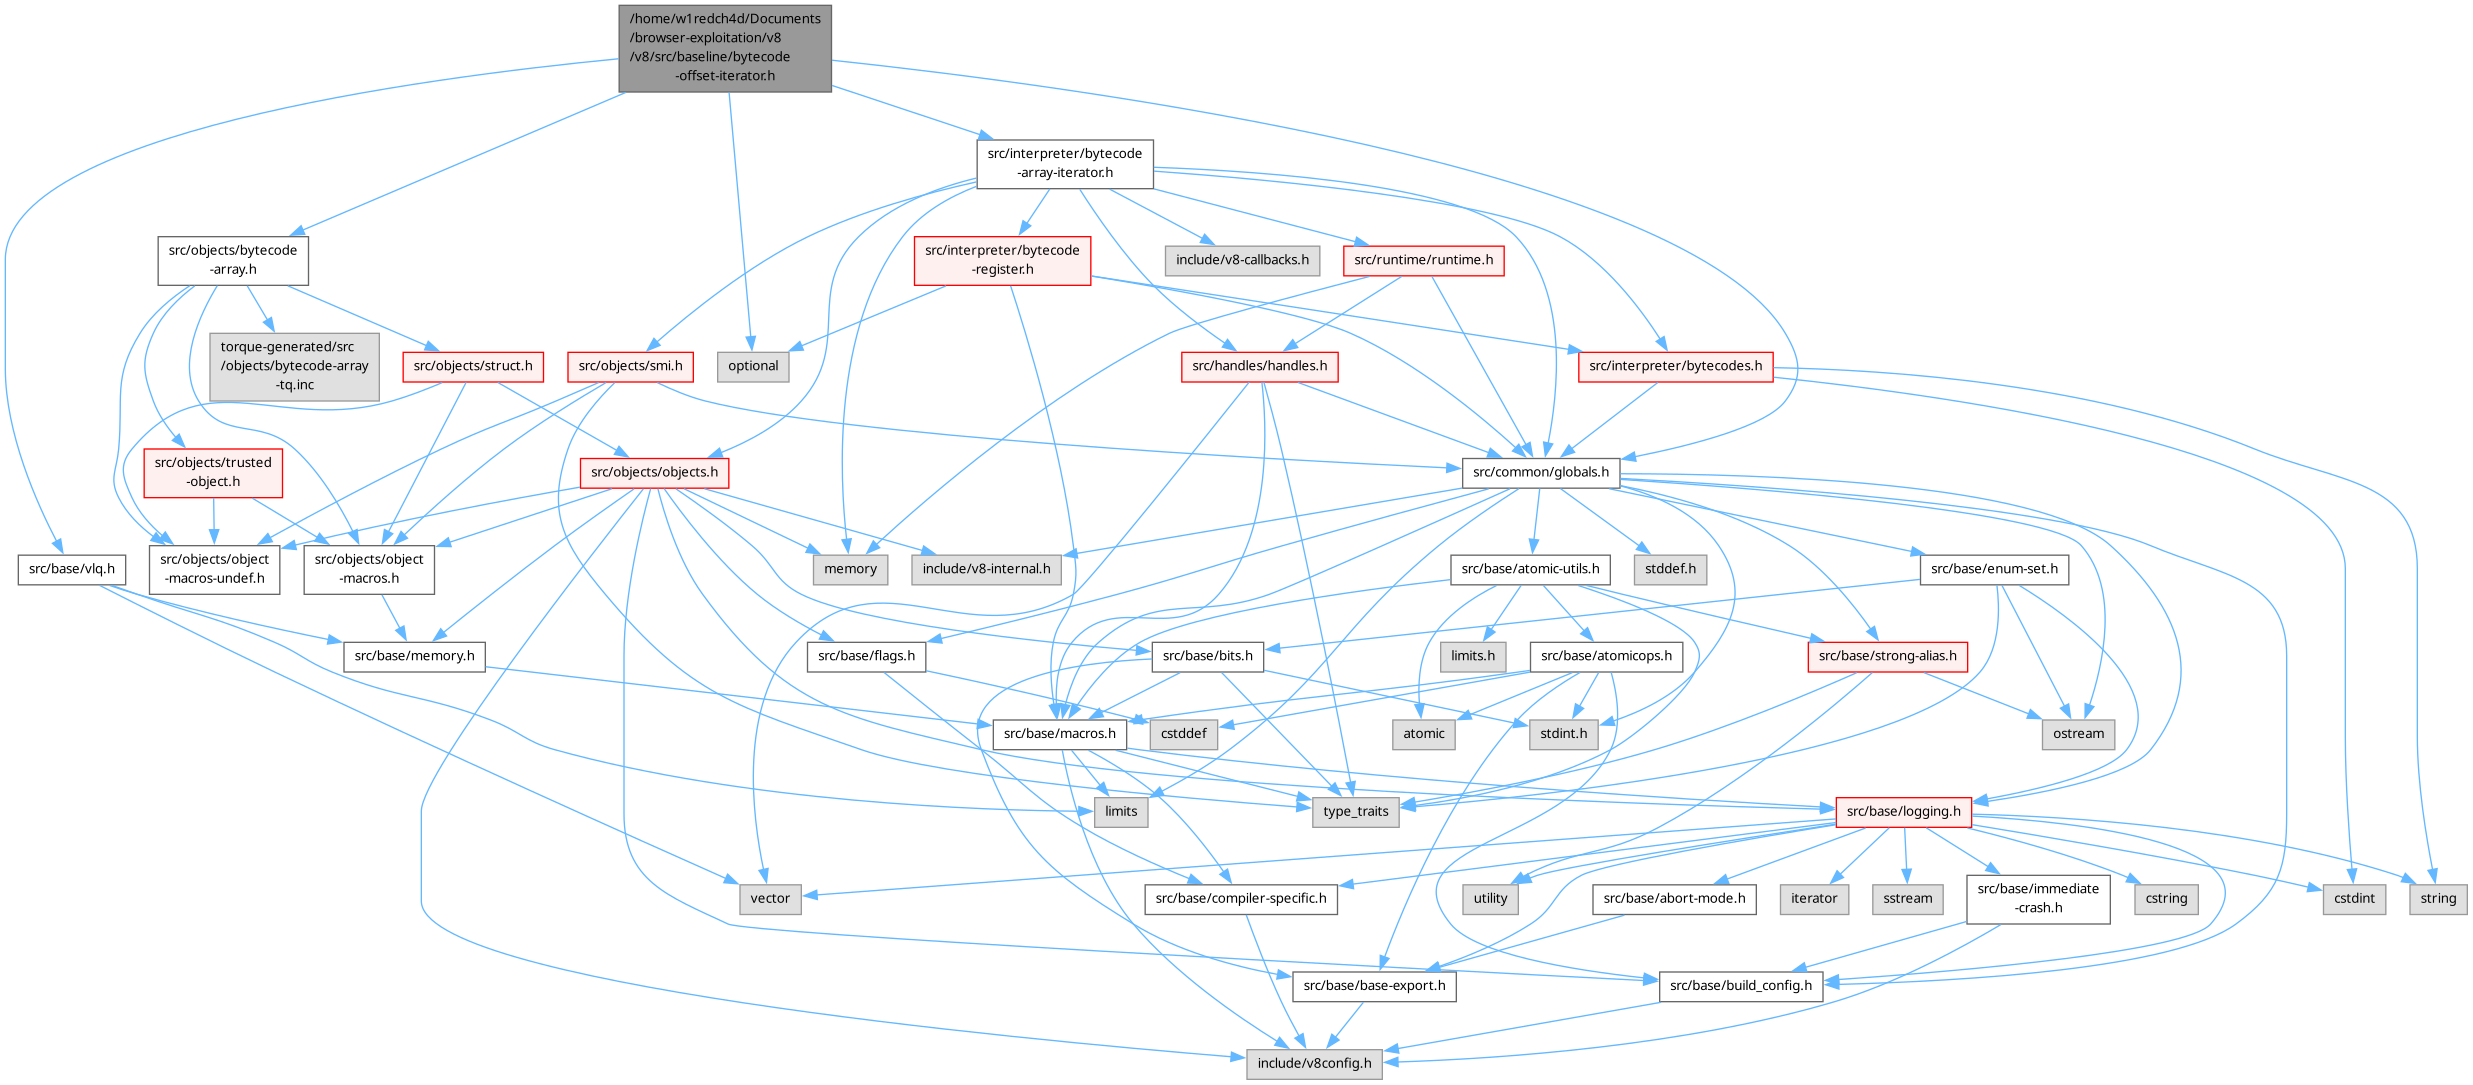 /home/w1redch4d/Documents
/browser-exploitation/v8
/v8/src/baseline/bytecode
-offset-iterator.h
src/interpreter/bytecode
-array-iterator.h
src/objects/bytecode
-array.h
src/interpreter/bytecode
-register.h
include/v8-callbacks.h
src/runtime/runtime.h
torque-generated/src
/objects/bytecode-array
-tq.inc
src/objects/struct.h
src/objects/smi.h
optional
src/handles/handles.h
src/interpreter/bytecodes.h
src/objects/trusted
-object.h
src/objects/objects.h
src/common/globals.h
src/base/vlq.h
src/objects/object
-macros-undef.h
src/objects/object
-macros.h
memory
include/v8-internal.h
src/base/atomic-utils.h
stddef.h
src/base/enum-set.h
src/base/memory.h
src/base/flags.h
src/base/bits.h
limits.h
src/base/atomicops.h
src/base/strong-alias.h
src/base/macros.h
cstddef
atomic
stdint.h
ostream
limits
type_traits
src/base/logging.h
vector
src/base/compiler-specific.h
utility
src/base/abort-mode.h
iterator
sstream
src/base/immediate
-crash.h
cstring
cstdint
string
src/base/base-export.h
src/base/build_config.h
include/v8config.h